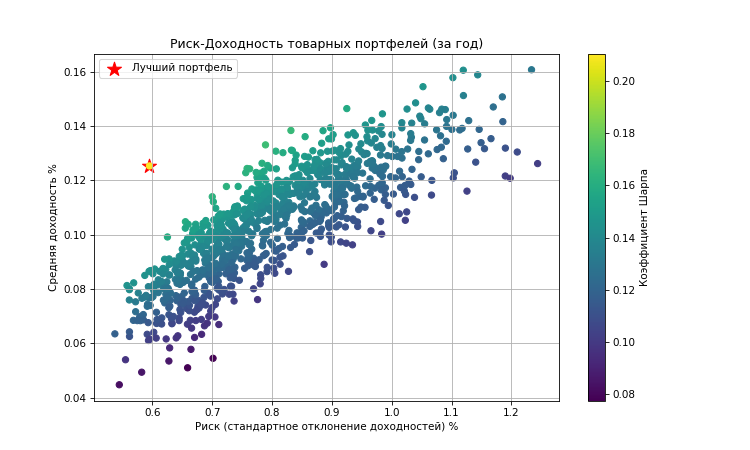 Риск-Доходность товарных портфелей (за год)
Лучший портфель
Средняя доходность %
0.16
0.14
0.12
0.10
0.08
0.06
0.04
0.6 0.7 0.8 0.9 1.0 1.1 1.2
Риск (стандартное отклонение доходностей) %
0.20
0.18
0.16
0.14
0.12
0.10
0.08
Коэффициент Шарпа